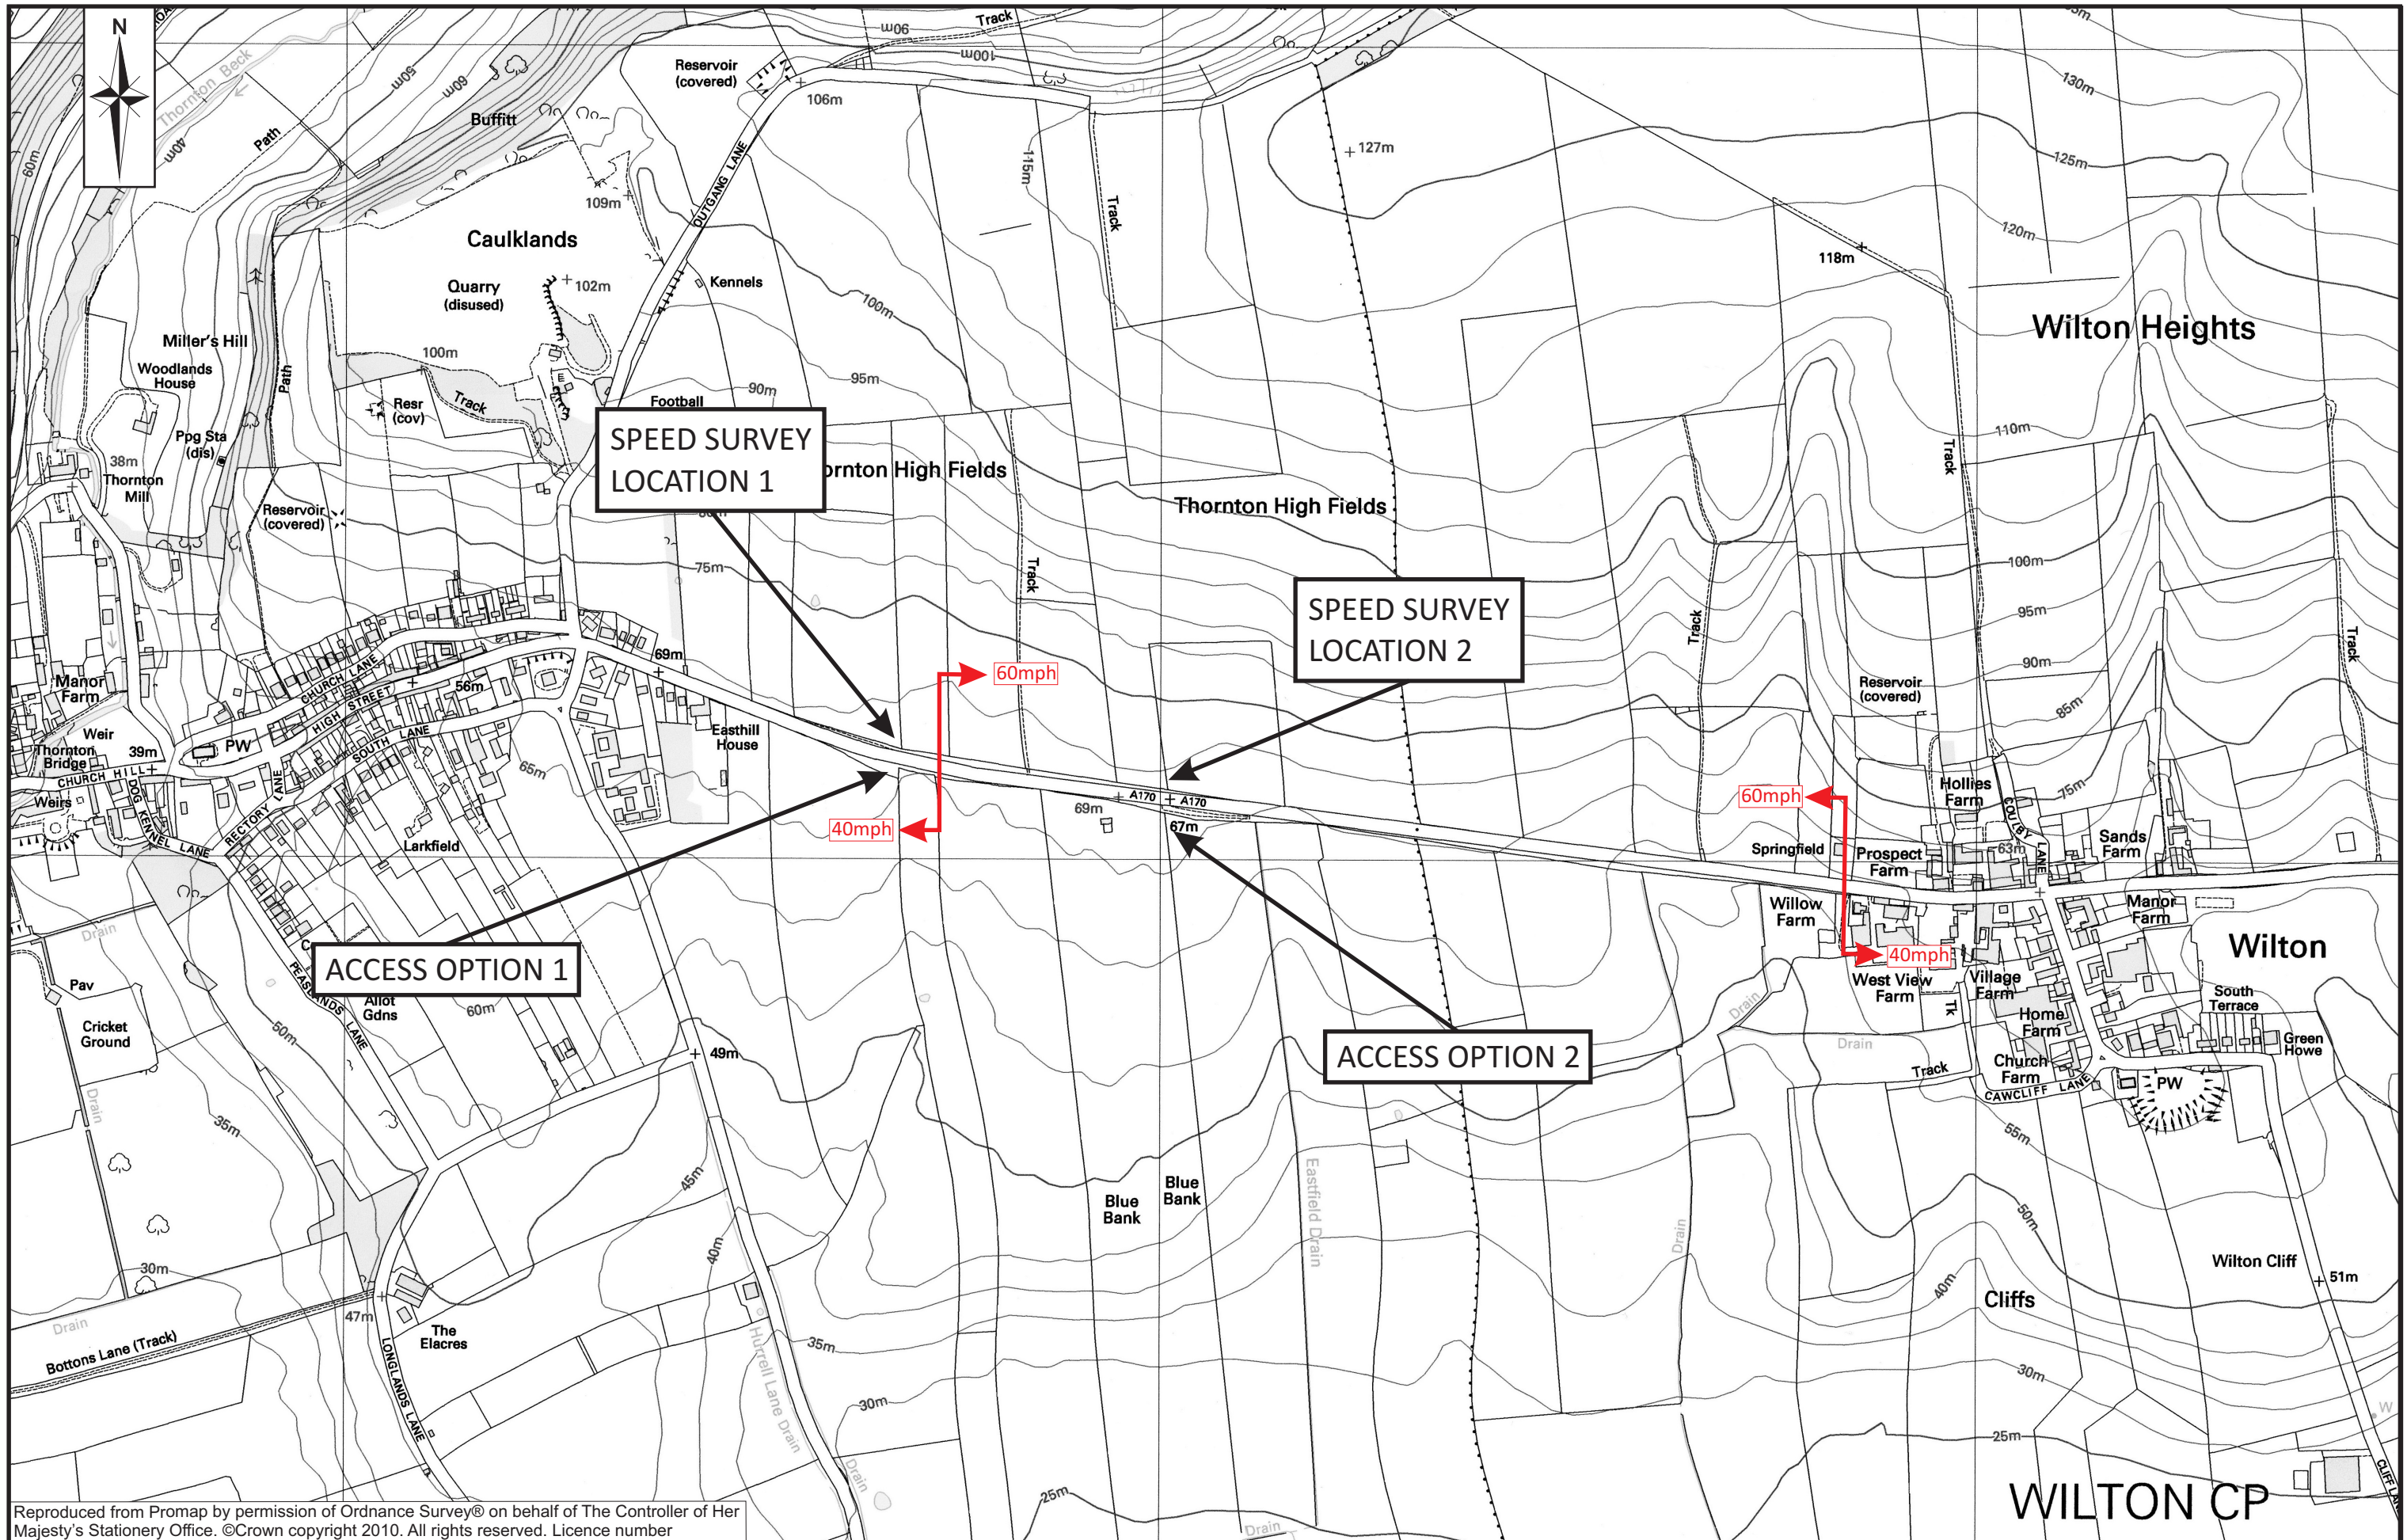 N
Track
90m
100m
Reservoir
(covered)
106m
Thornton Beck
50m
60m
40m
60m
Path
Buffitt
OUTGANG LANE
109m
115m
Track
127m
130m
125m
120m
118m
Caulklands
Quarry
(disused)
102m
Kennels
100m
95m
90m
Wilton Heights
Miller's Hill
Woodlands
House
Path
100m
Track
Resr
(cov)
Football
Ppg Sta
(dis)
38m
Thornton
Mill
Reservoir
(covered)
SPEED SURVEY
LOCATION 1
ornton High Fields
Thornton High Fields
110m
Track
100m
95m
90m
85m
75m
Track
Track
Track
75m
SPEED SURVEY
LOCATION 2
60mph
69m
Manor
Farm
CHURCH LANE
HIGH STREET
56m
SOUTH LANE
Weir
Thornton
Bridge
39m
PW
CHURCH HILL
Weirs
DOG KENNEL LANE
RECTORY LANE
65m
Easthill
House
Larkfield
40mph
69m
A170
A170
67m
Reservoir
(covered)
60mph
Hollies
Farm
COULBY LANE
63m
Sands
Farm
Springfield
Prospect
Farm
Willow
Farm
Manor
Farm
Wilton
40mph
West View
Farm
Village
Farm
Tk
Home
Farm
South
Terrace
Green
Howe
Church
Farm
CAWCLIFF LANE
PW
Track
Drain
Drain
ACCESS OPTION 1
ACCESS OPTION 2
Drain
Pav
Cricket
Ground
Drain
PEASLANDS LANE
Allot
Gdns
60m
50m
49m
35m
45m
40m
30m
Drain
Bottons Lane (Track)
47m
The
Elacres
LONGLANDS LANE
Hurrell Lane Drain
Drain
35m
30m
25m
Blue
Bank
Blue
Bank
Eastfield Drain
Drain
Drain
55m
50m
Wilton Cliff
51m
40m
Cliffs
30m
25m
W
WILTON CP
Reproduced from Promap by permission of Ordnance Survey® on behalf of The Controller of Her
Majesty's Stationery Office. ©Crown copyright 2010. All rights reserved. Licence number